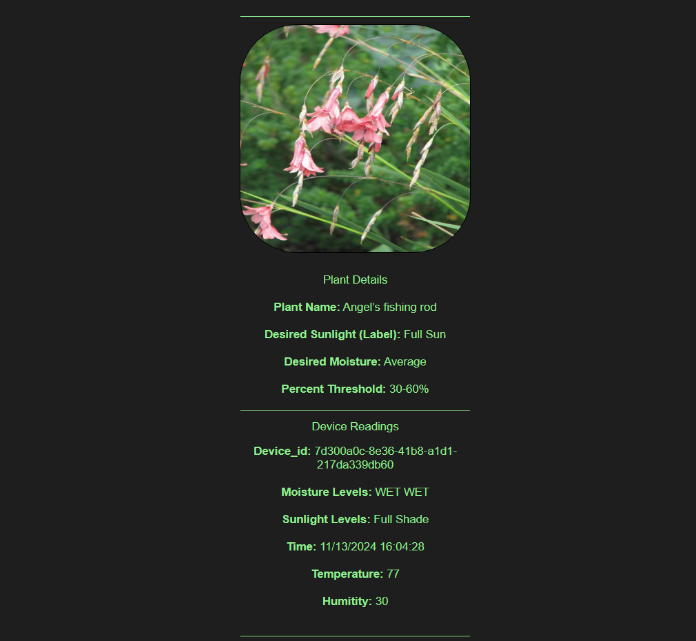 Plant Details
Plant Name: Angel's fishing rod
Desired Sunlight (Label): Full Sun
Desired Moisture: Average
Percent Threshold: 30-60%
Device Readings
Device_id: 7d300a0c-8e36-41b8-a1d1-
217da339db60
Moisture Levels: WET WET
Sunlight Levels: Full Shade
Time: 11/13/2024 16:04:28
Temperature: 77
Humitity: 30